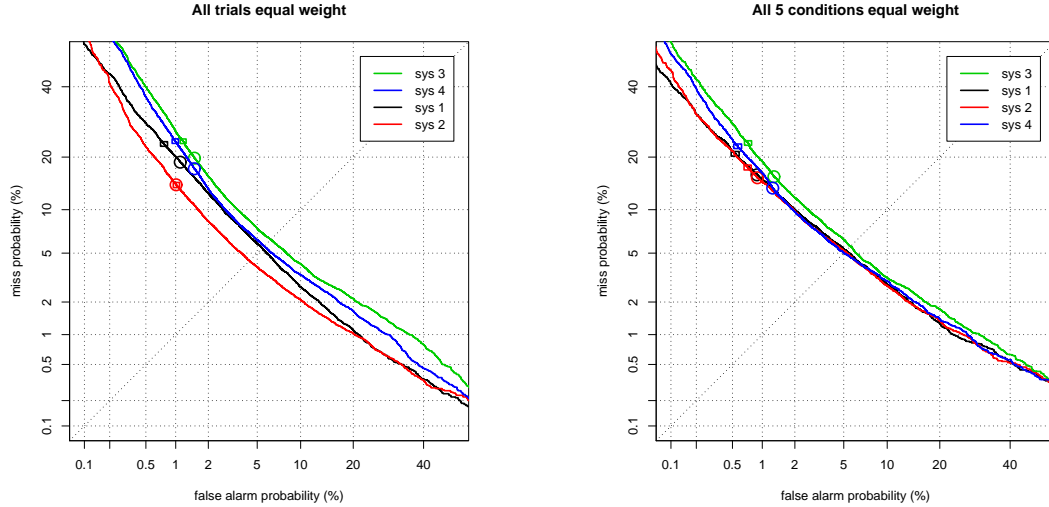 All trials equal weight
miss probability (%)
40
20
10
5
2
1
0.5
0.1
sys 3
sys 4
sys 1
sys 2
0.1 0.5 1 2 5 10 20 40
false alarm probability (%)
All 5 conditions equal weight
miss probability (%)
40
20
10
5
2
1
0.5
0.1
sys 3
sys 1
sys 2
sys 4
0.1 0.5 1 2 5 10 20 40
false alarm probability (%)